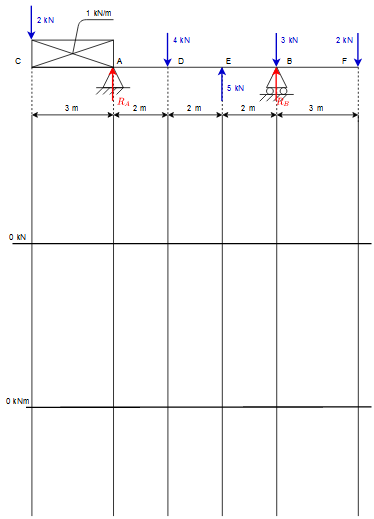 1 kN/m
2 kN
4 kN
3 kN
2 kN
C
A
D
E
B
F
5 kN
R_A
R_B
3 m
2 m
2 m
2 m
3 m
0 kN
0 kNm